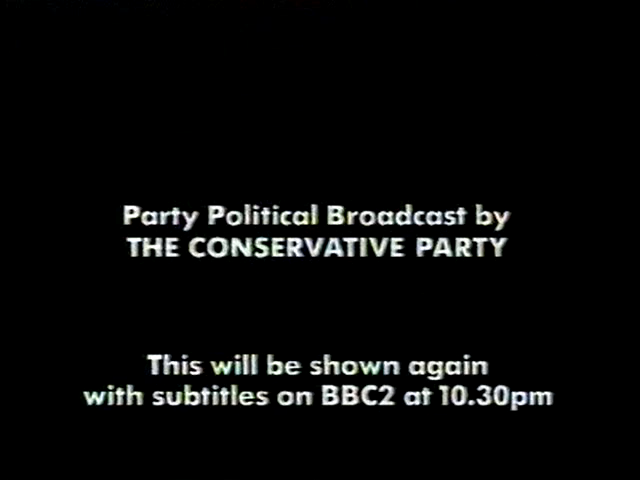 Party Political Broadcast by
THE CONSERVATIVE PARTY
This will be shown again
with subtitles on BBC2 at 10.30pm